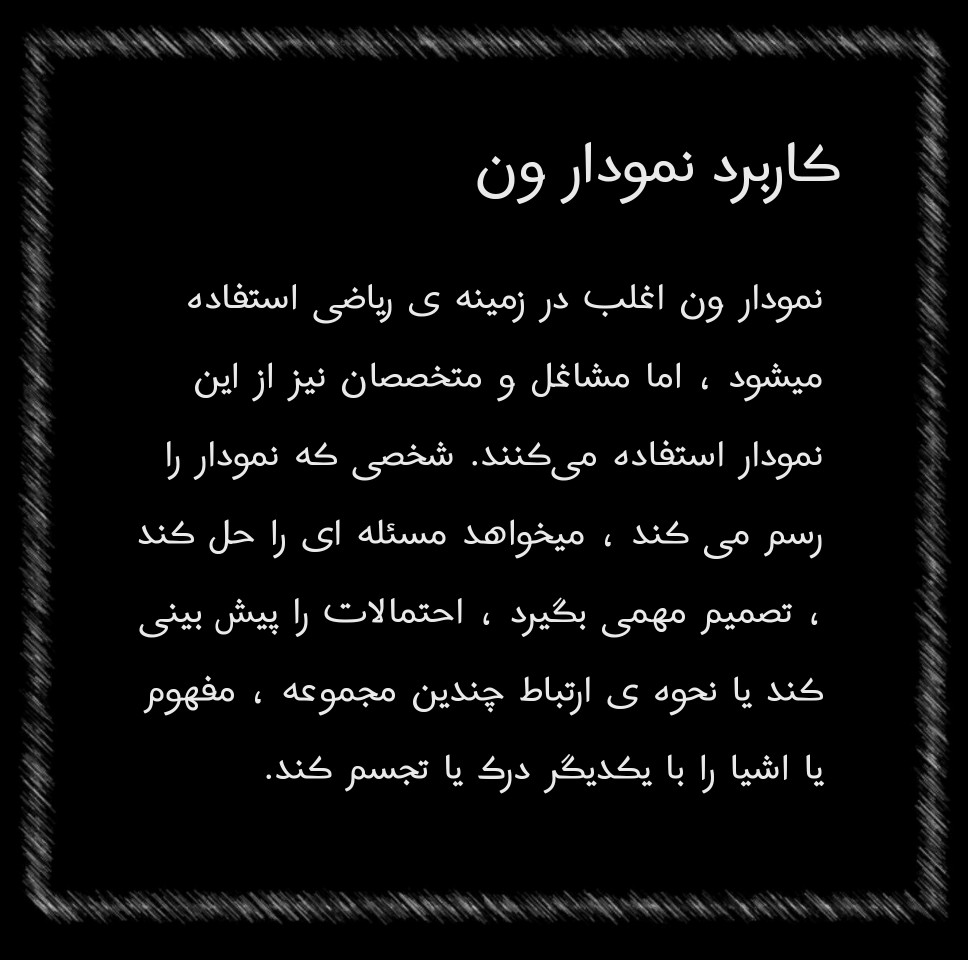 کاربرد نمودار ون
نمودار ون اغلب در زمینه ی ریاضی استفاده
میشود ، اما مشاغل و متخصصان نیز از این
نمودار استفاده می‌کنند. شخصی که نمودار را
رسم می کند ، میخواهد مسئله ای را حل کند
، تصمیم مهمی بگیرد ، احتمالات را پیش بینی
کند یا نحوه ی ارتباط چندین مجموعه ، مفهوم
یا اشیا را با یکدیگر درک یا تجسم کند.